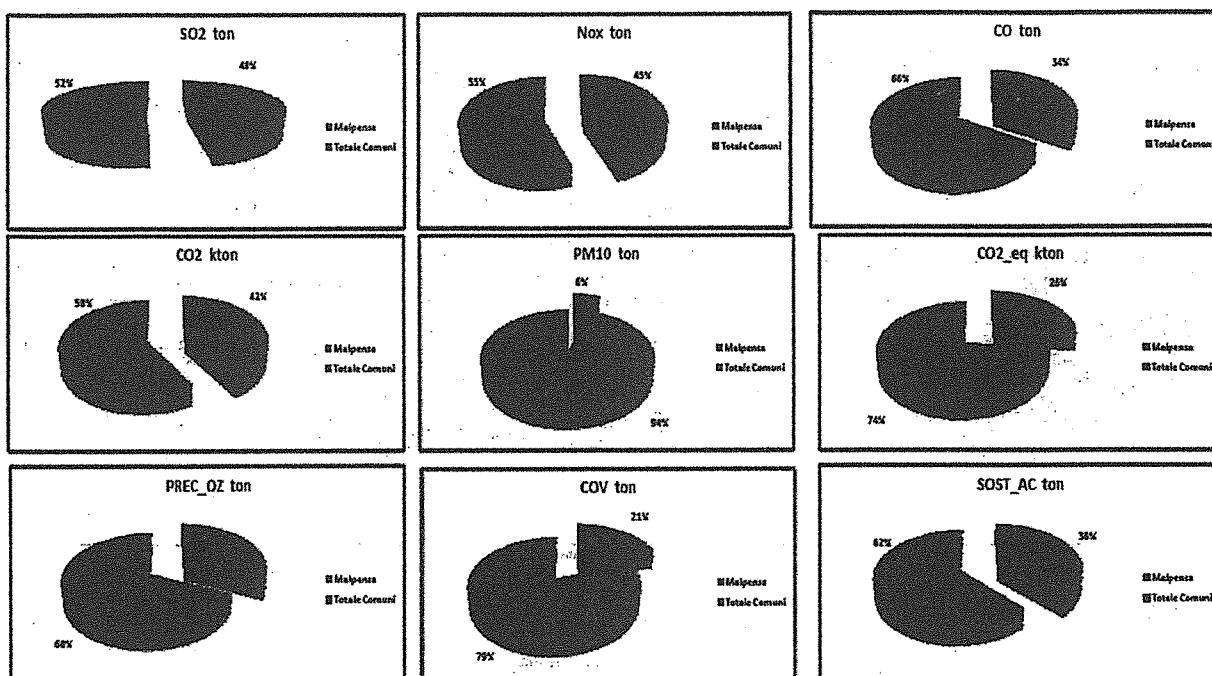 SO2 ton
52%
48%
Malpensa
Totale Comuni
Nox ton
55%
45%
Malpensa
Totale Comuni
CO ton
66%
34%
Malpensa
Totale Comuni
CO2 kton
58%
42%
Malpensa
Totale Comuni
PM10 ton
6%
Malpensa
Totale Comuni
94%
CO2_eq kton
26%
Malpensa
Totale Comuni
74%
PREC_OZ ton
Malpensa
Totale Comuni
68%
COV ton
21%
Malpensa
Totale Comuni
79%
SOST_AC ton
62%
38%
Malpensa
Totale Comuni